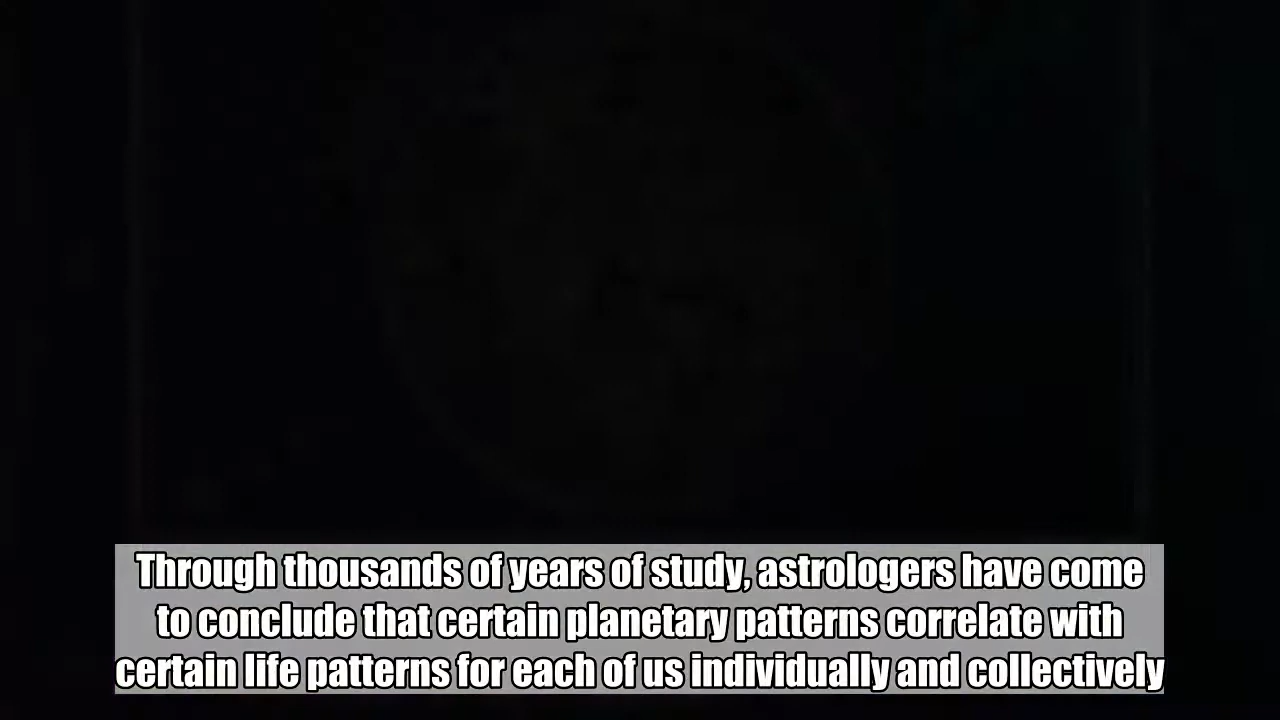 Through thousands of years of study, astrologers have come
to conclude that certain planetary patterns correlate with
certain life patterns for each of us individually and collectively